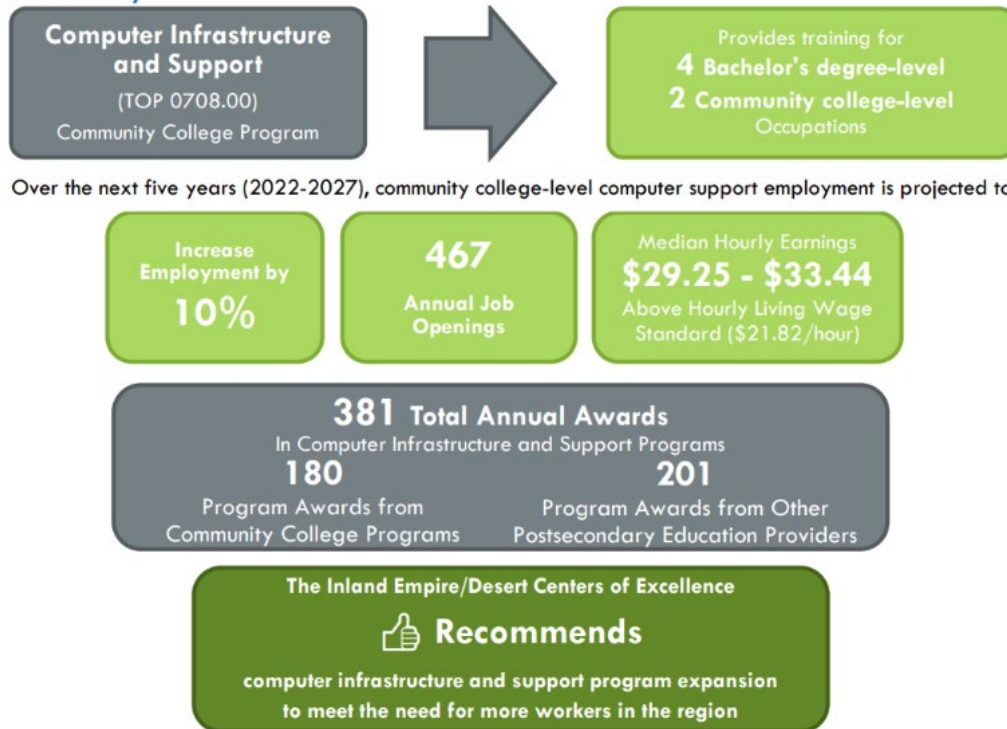 Computer Infrastructure
and Support
(TOP 0708.00)
Community College Program
Provides training for
4 Bachelor's degree-level
2 Community college-level
Occupations
Over the next five years (2022-2027), community college-level computer support employment is projected to
Increase
Employment by
10%
467
Annual Job
Openings
Median Hourly Earnings
$29.25 - $33.44
Above Hourly Living Wage
Standard ($21.82/hour)
381 Total Annual Awards
In Computer Infrastructure and Support Programs
180
Program Awards from
Community College Programs
201
Program Awards from Other
Postsecondary Education Providers
The Inland Empire/Desert Centers of Excellence
Recommends
computer infrastructure and support program expansion
to meet the need for more workers in the region